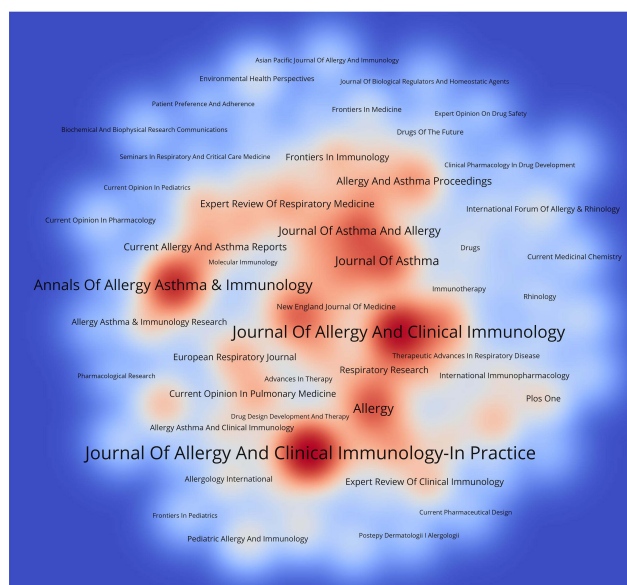 Asian Pacific Journal Of Allergy And Immunology
Environmental Health Perspectives
Journal Of Biological Regulators And Homeostatic Agents
Patient Preference And Adherence
Frontiers In Medicine
Expert Opinion On Drug Safety
Biochemical And Biophysical Research Communications
Drugs Of The Future
Seminars In Respiratory And Critical Care Medicine
Frontiers In Immunology
Clinical Pharmacology In Drug Development
Allergy And Asthma Proceedings
Current Opinion In Pediatrics
Expert Review Of Respiratory Medicine
International Forum Of Allergy & Rhinology
Current Opinion In Pharmacology
Journal Of Asthma And Allergy
Current Allergy And Asthma Reports
Drugs
Molecular Immunology
Journal Of Asthma
Current Medicinal Chemistry
Annals Of Allergy Asthma & Immunology
Immunotherapy
Rhinology
New England Journal Of Medicine
Allergy Asthma & Immunology Research
Journal Of Allergy And Clinical Immunology
European Respiratory Journal
Therapeutic Advances In Respiratory Disease
Respiratory Research
Pharmacological Research
Advances In Therapy
International Immunopharmacology
Current Opinion In Pulmonary Medicine
Plos One
Allergy
Drug Design Development And Therapy
Allergy Asthma And Clinical Immunology
Journal Of Allergy And Clinical Immunology-In Practice
Allergology International
Expert Review Of Clinical Immunology
Frontiers In Pediatrics
Current Pharmaceutical Design
Pediatric Allergy And Immunology
Postepy Dermatologii I Alergologii